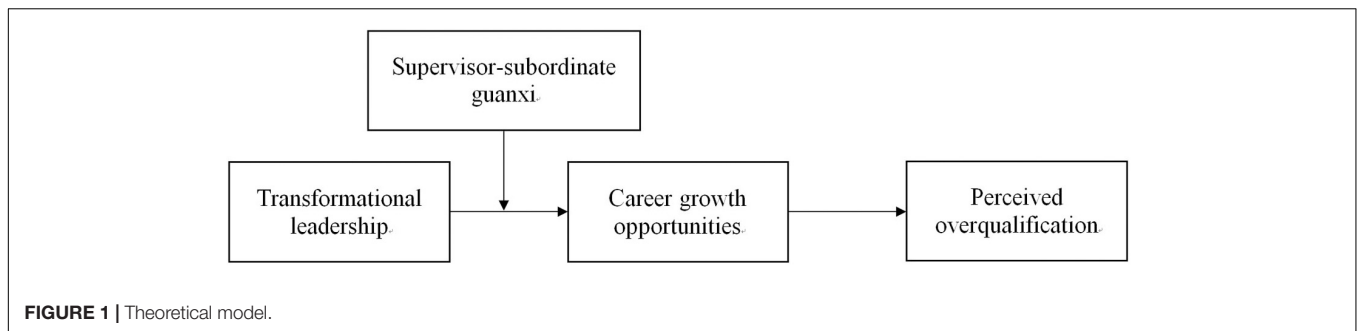 Supervisor-subordinate
guanxi
Transformational
leadership
Career growth
opportunities
Perceived
overqualification
FIGURE 1 | Theoretical model.